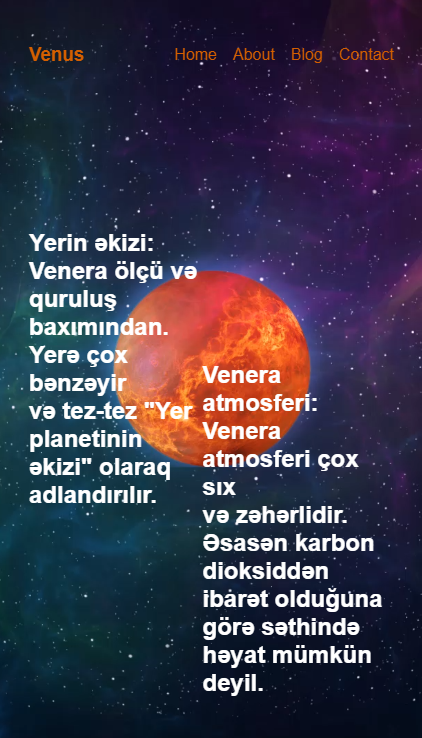 Venus
Home About Blog Contact
Yerin əkizi:
Venera ölçü və
quruluş
baxımından.
Yerə çox
bənzəyir
və tez-tez "Yer
planetinin
əkizi" olaraq
adlandırılır.
Venera
atmosferi:
Venera
atmosferi çox
sıx
və zəhərlidir.
Əsasən karbon
dioksiddən
ibarət olduğuna
görə səthində
həyat mümkün
deyil.